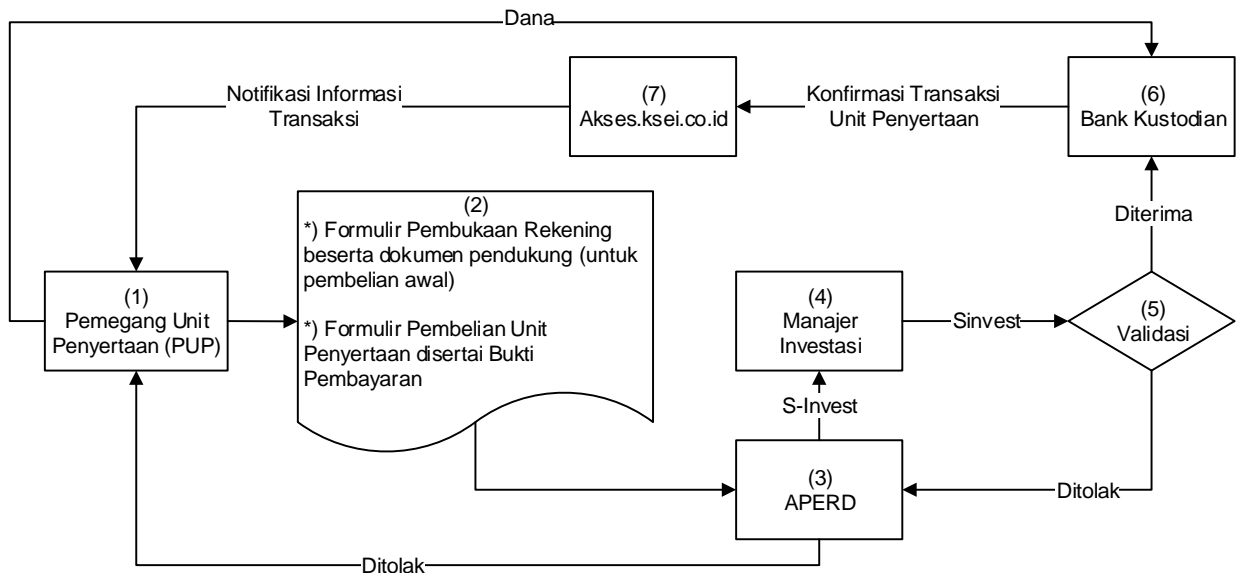 Dana
Notifikasi Informasi
Transaksi
(7)
Akses.ksei.co.id
Konfirmasi Transaksi
Unit Penyertaan
(6)
Bank Kustodian
Diterima
(2)
*) Formulir Pembukaan Rekening
beserta dokumen pendukung (untuk
pembelian awal)
*) Formulir Pembelian Unit
Penyertaan disertai Bukti
Pembayaran
(1)
Pemegang Unit
Penyertaan (PUP)
(4)
Manajer
Investasi
Sinvest
(5)
Validasi
S-Invest
(3)
APERD
Ditolak
Ditolak